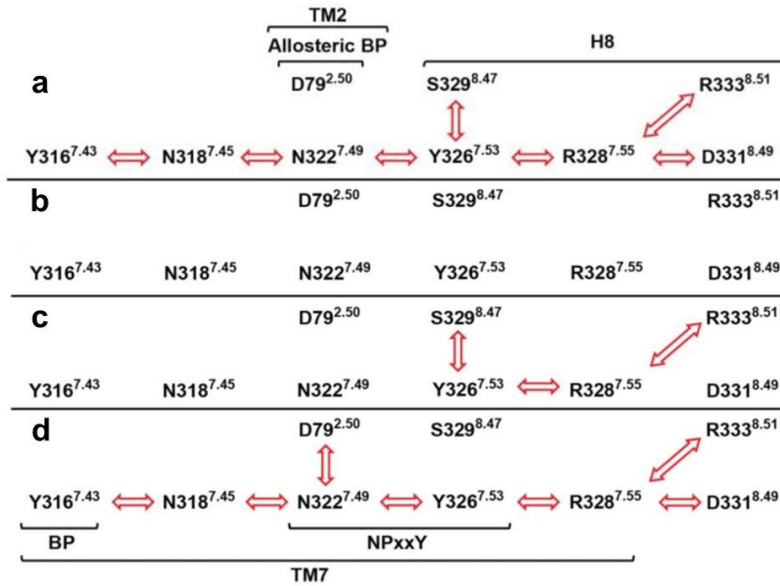 TM2
Allosteric BP
H8
a
D79^2.50 S329^8.47 R333^8.51
Y316^7.43 N318^7.45 N322^7.49 Y326^7.53 R328^7.55 D331^8.49
b
D79^2.50 S329^8.47 R333^8.51
Y316^7.43 N318^7.45 N322^7.49 Y326^7.53 R328^7.55 D331^8.49
c
D79^2.50 S329^8.47 R333^8.51
Y316^7.43 N318^7.45 N322^7.49 Y326^7.53 R328^7.55 D331^8.49
d
D79^2.50 S329^8.47 R333^8.51
Y316^7.43 N318^7.45 N322^7.49 Y326^7.53 R328^7.55 D331^8.49
BP NPxxY
TM7